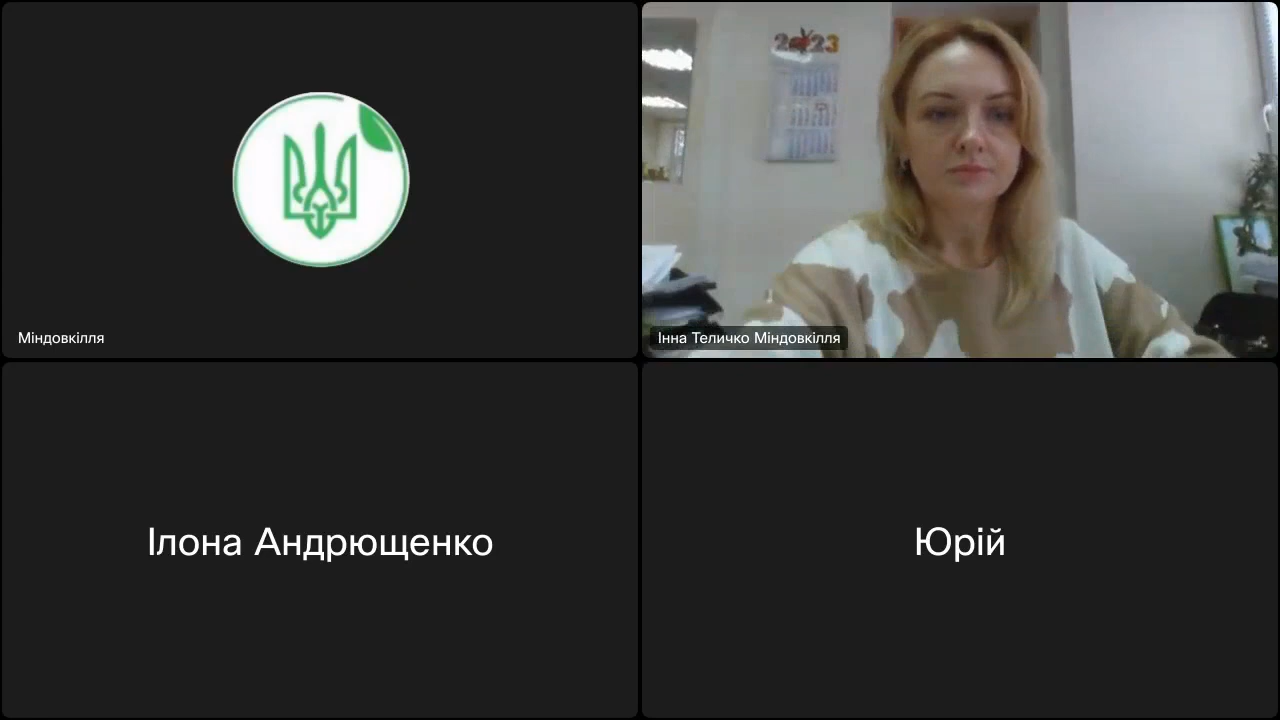 2023
Міндовкілля
Інна Теличко Міндовкілля
Ілона Андрющенко
Юрій